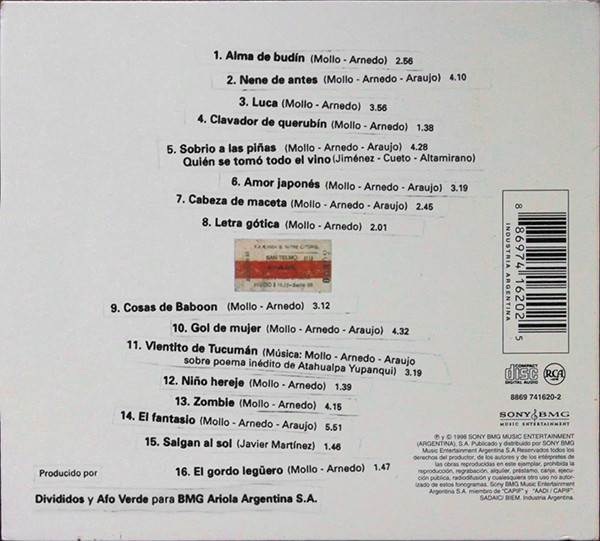 1. Alma de budín (Mollo - Arnedo) 2.56
2. Nene de antes (Mollo - Arnedo - Araujo) 4.10
3. Luca (Mollo - Arnedo) 3.56
4. Clavador de querubín (Mollo - Arnedo) 1.38
5. Sobrio a las piñas (Mollo - Arnedo - Araujo) 4.28
Quién se tomó todo el vino (Jiménez - Cueto - Altamirano)
6. Amor japonés (Mollo - Arnedo - Araujo) 3.19
7. Cabeza de maceta (Mollo - Arnedo - Araujo) 2.45
8. Letra gótica (Mollo - Arnedo) 2.01
SAN TELMO
9. Cosas de Baboon (Mollo - Arnedo) 3.12
10. Gol de mujer (Mollo - Arnedo - Araujo) 4.32
11. Vientito de Tucumán (Música: Mollo - Arnedo - Araujo
sobre poema inédito de Atahualpa Yupanqui) 3.19
12. Niño hereje (Mollo - Arnedo) 1.39
13. Zombie (Mollo - Arnedo) 4.15
14. El fantasio (Mollo - Arnedo - Araujo) 5.51
15. Salgan al sol (Javier Martínez) 1.46
16. El gordo legüero (Mollo - Arnedo) 1.47
Producido por
Divididos y Afo Verde para BMG Ariola Argentina S.A.
8 86974 16202 5
INDUSTRIA ARGENTINA
COMPACT
disc
DIGITAL AUDIO
RCA
8869 741620-2
SONY BMG
MUSIC ENTERTAINMENT
℗ y © 1998 SONY BMG MUSIC ENTERTAINMENT
(ARGENTINA), S.A. Publicado y distribuido por SONY BMG
Music Entertainment Argentina S.A Reservados todos los
derechos del productor, de los autores y de los intérpretes de
las obras reproducidas en este ejemplar, prohibida la
reproducción, regrabación, alquiler, préstamo, canje, ejecu-
ción pública, radiodifusión y cualesquiera otro uso no autori-
zado de estos fonogramas. Sony BMG Music Entertainment
Argentina S.A. miembro de "CAPIF" y "AADI / CAPIF".
SADAIC/ BIEM. Industria Argentina.